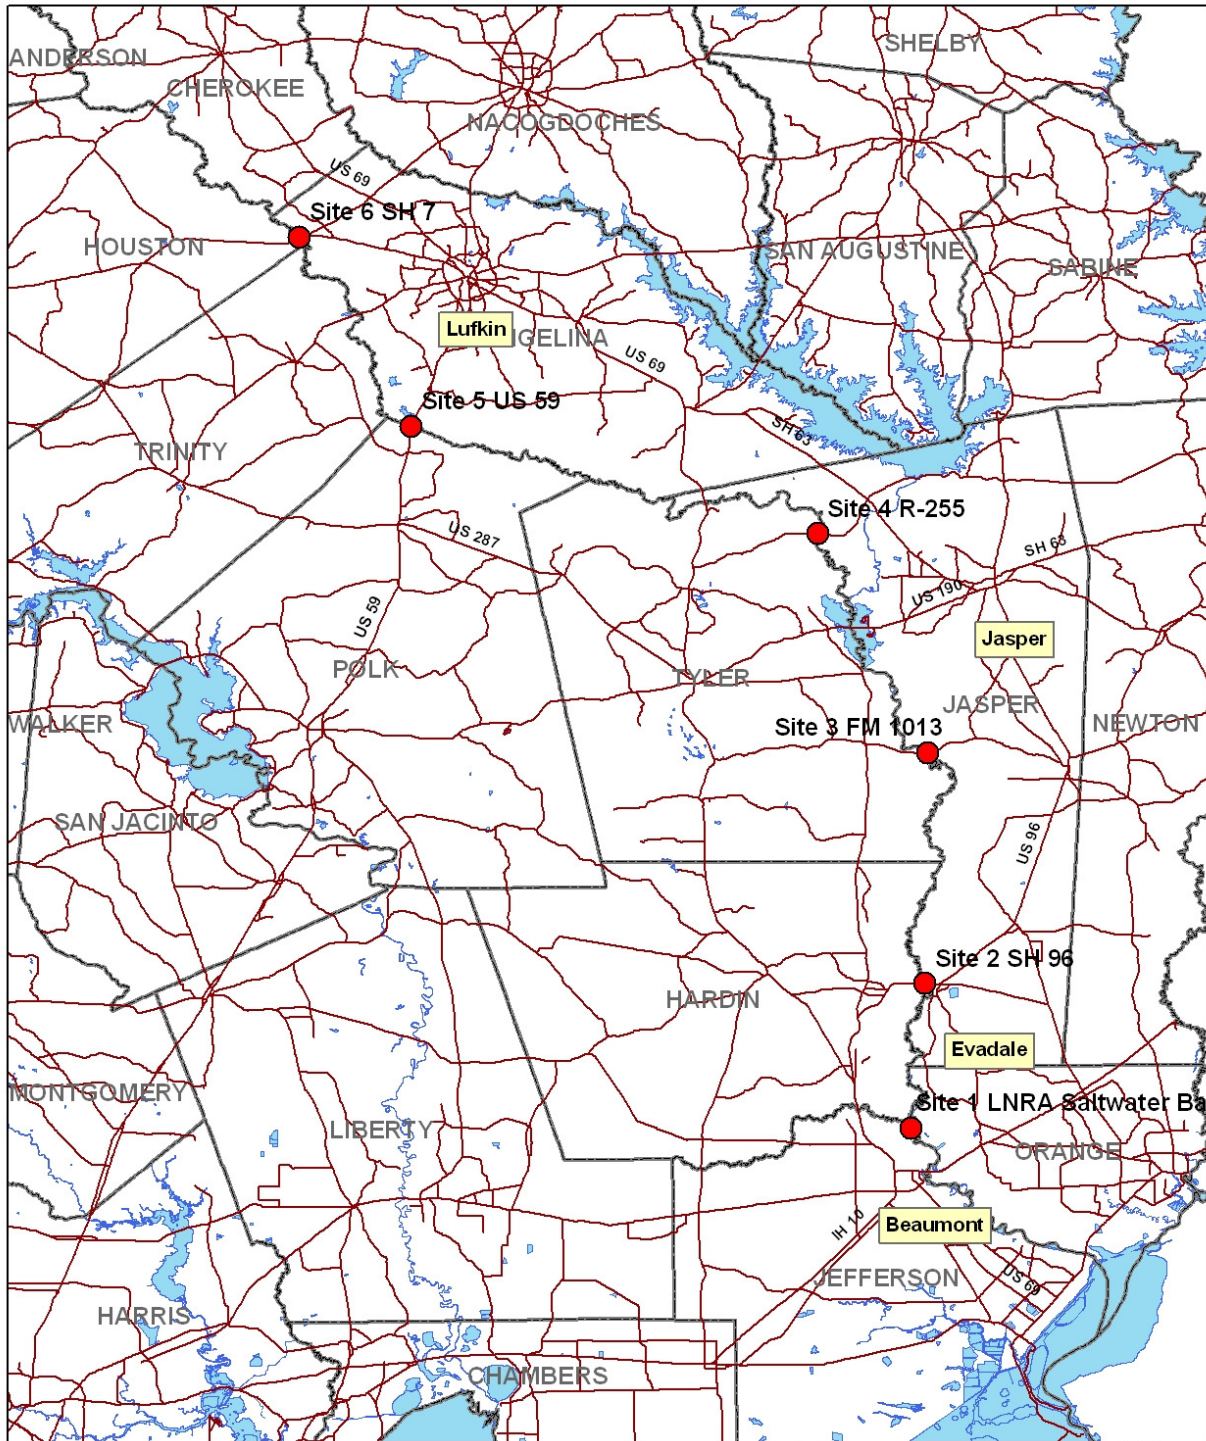 SHELBY
ANDERSON
CHEROKEE
NACOGDOCHES
US 69
Site 6 SH 7
HOUSTON
SAN AUGUSTINE
SABINE
Lufkin
IGELINA
US 69
Site 5 US 59
SH 63
TRINITY
Site 4 R-255
US 287
SH 63
US 190
US 59
Jasper
POLK
TYLER
JASPER
WALKER
NEWTON
Site 3 FM 1013
SAN JACINTO
US 96
Site 2 SH 96
HARDIN
Evadale
MONTGOMERY
Site 1 LNRA Saltwater Ba
LIBERTY
ORANGE
IH 10
Beaumont
JEFFERSON
US 69
HARRIS
CHAMBERS